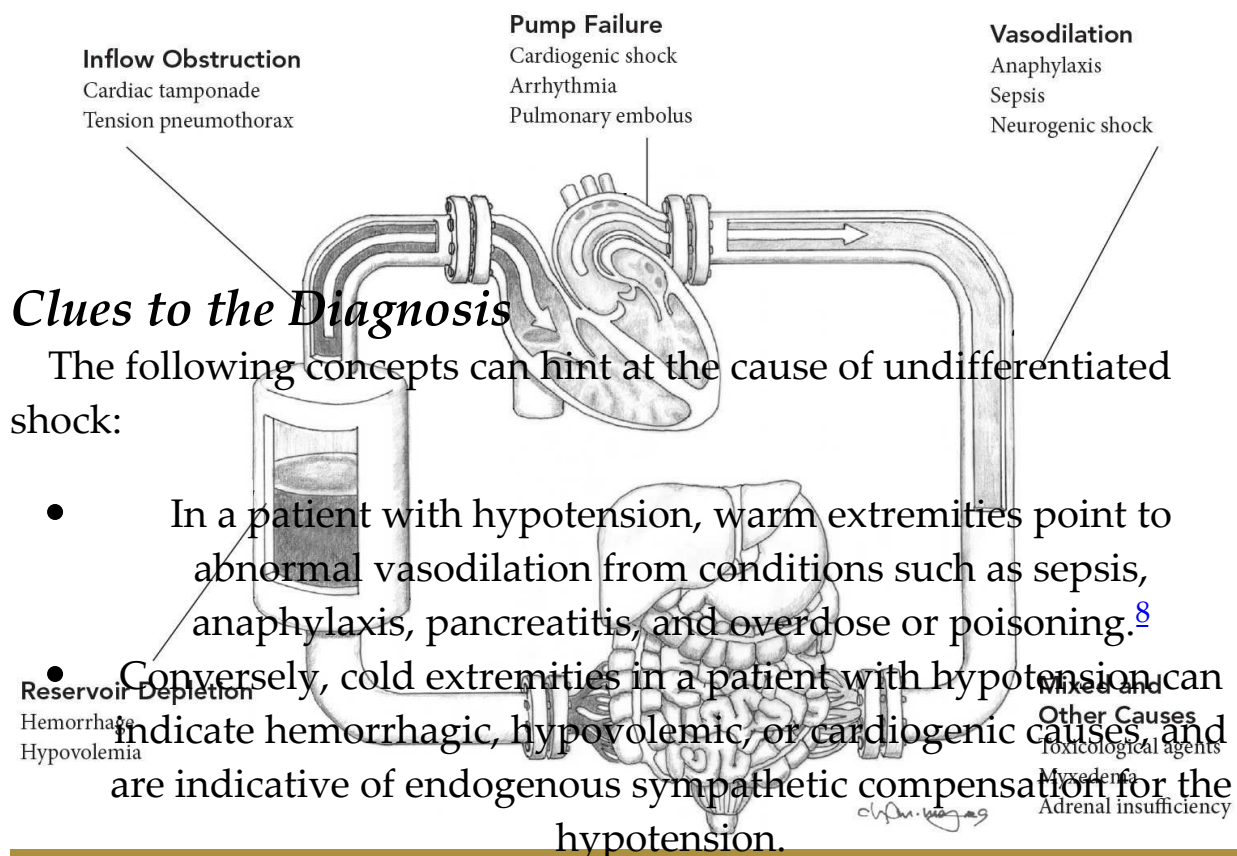 Pump Failure
Cardiogenic shock
Arrhythmia
Pulmonary embolus
Inflow Obstruction
Cardiac tamponade
Tension pneumothorax
Vasodilation
Anaphylaxis
Sepsis
Neurogenic shock
Clues to the Diagnosis
The following concepts can hint at the cause of undifferentiated
shock:
• In a patient with hypotension, warm extremities point to
abnormal vasodilation from conditions such as sepsis,
anaphylaxis, pancreatitis, and overdose or poisoning.8
• Conversely, cold extremities in a patient with hypotension can
indicate hemorrhagic, hypovolemic, or cardiogenic causes, and
are indicative of endogenous sympathetic compensation for the
hypotension.
Reservoir Depletion
Hemorrhage
Hypovolemia
Mixed and
Other Causes
Toxicological agents
Myxedema
Adrenal insufficiency